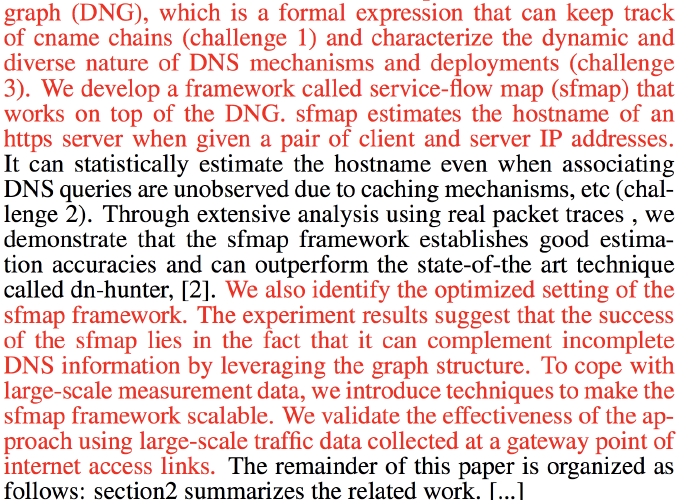 graph (DNG), which is a formal expression that can keep track
of cname chains (challenge 1) and characterize the dynamic and
diverse nature of DNS mechanisms and deployments (challenge
3). We develop a framework called service-flow map (sfmap) that
works on top of the DNG. sfmap estimates the hostname of an
https server when given a pair of client and server IP addresses.
It can statistically estimate the hostname even when associating
DNS queries are unobserved due to caching mechanisms, etc (chal-
lenge 2). Through extensive analysis using real packet traces , we
demonstrate that the sfmap framework establishes good estima-
tion accuracies and can outperform the state-of-the art technique
called dn-hunter, [2]. We also identify the optimized setting of the
sfmap framework. The experiment results suggest that the success
of the sfmap lies in the fact that it can complement incomplete
DNS information by leveraging the graph structure. To cope with
large-scale measurement data, we introduce techniques to make the
sfmap framework scalable. We validate the effectiveness of the ap-
proach using large-scale traffic data collected at a gateway point of
internet access links. The remainder of this paper is organized as
follows: section2 summarizes the related work. [...]